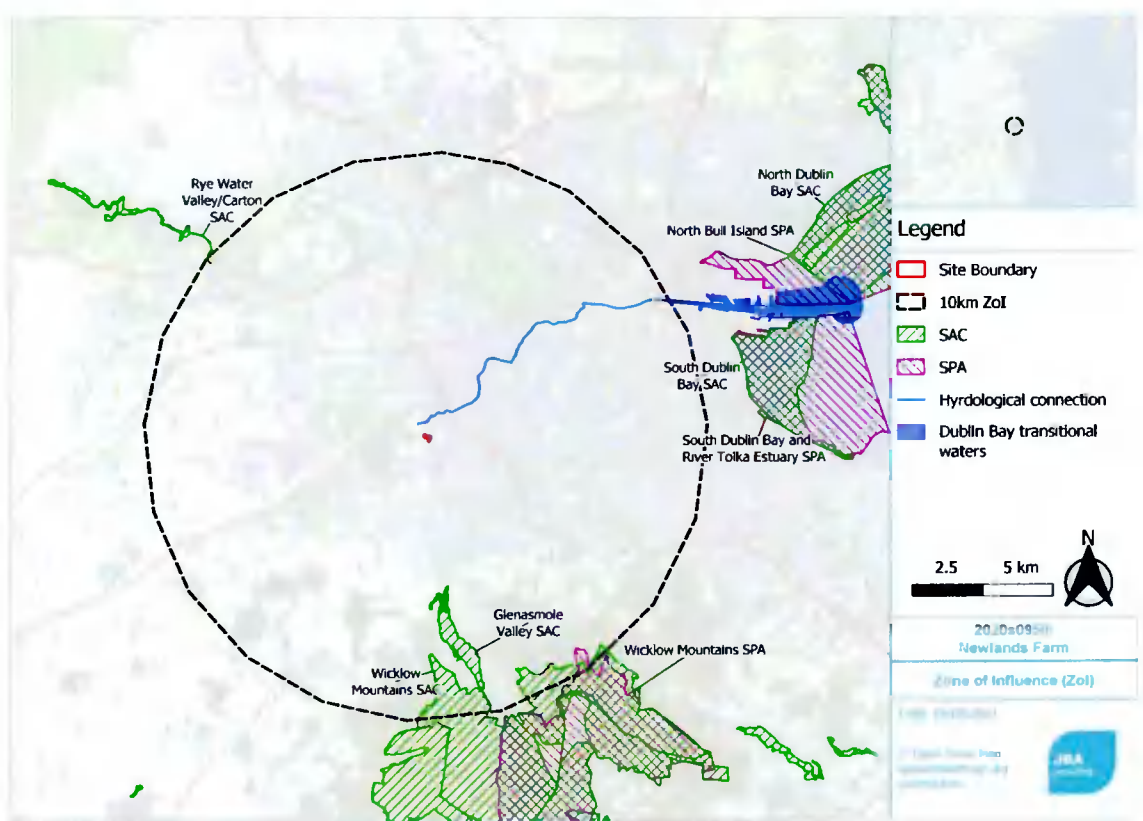 Rye Water
Valley/Carton
SAC
North Dublin
Bay SAC
North Bull Island SPA
South Dublin
Bay SAC
South Dublin Bay and
River Tolka Estuary SPA
Glenasmole
Valley SAC
Wicklow
Mountains SAC
Wicklow Mountains SPA
Legend
Site Boundary
10km ZoI
SAC
SPA
Hyrdological connection
Dublin Bay transitional
waters
N
2.5 5 km
Newlands Farm
Zone of Influence (ZoI)
JBA